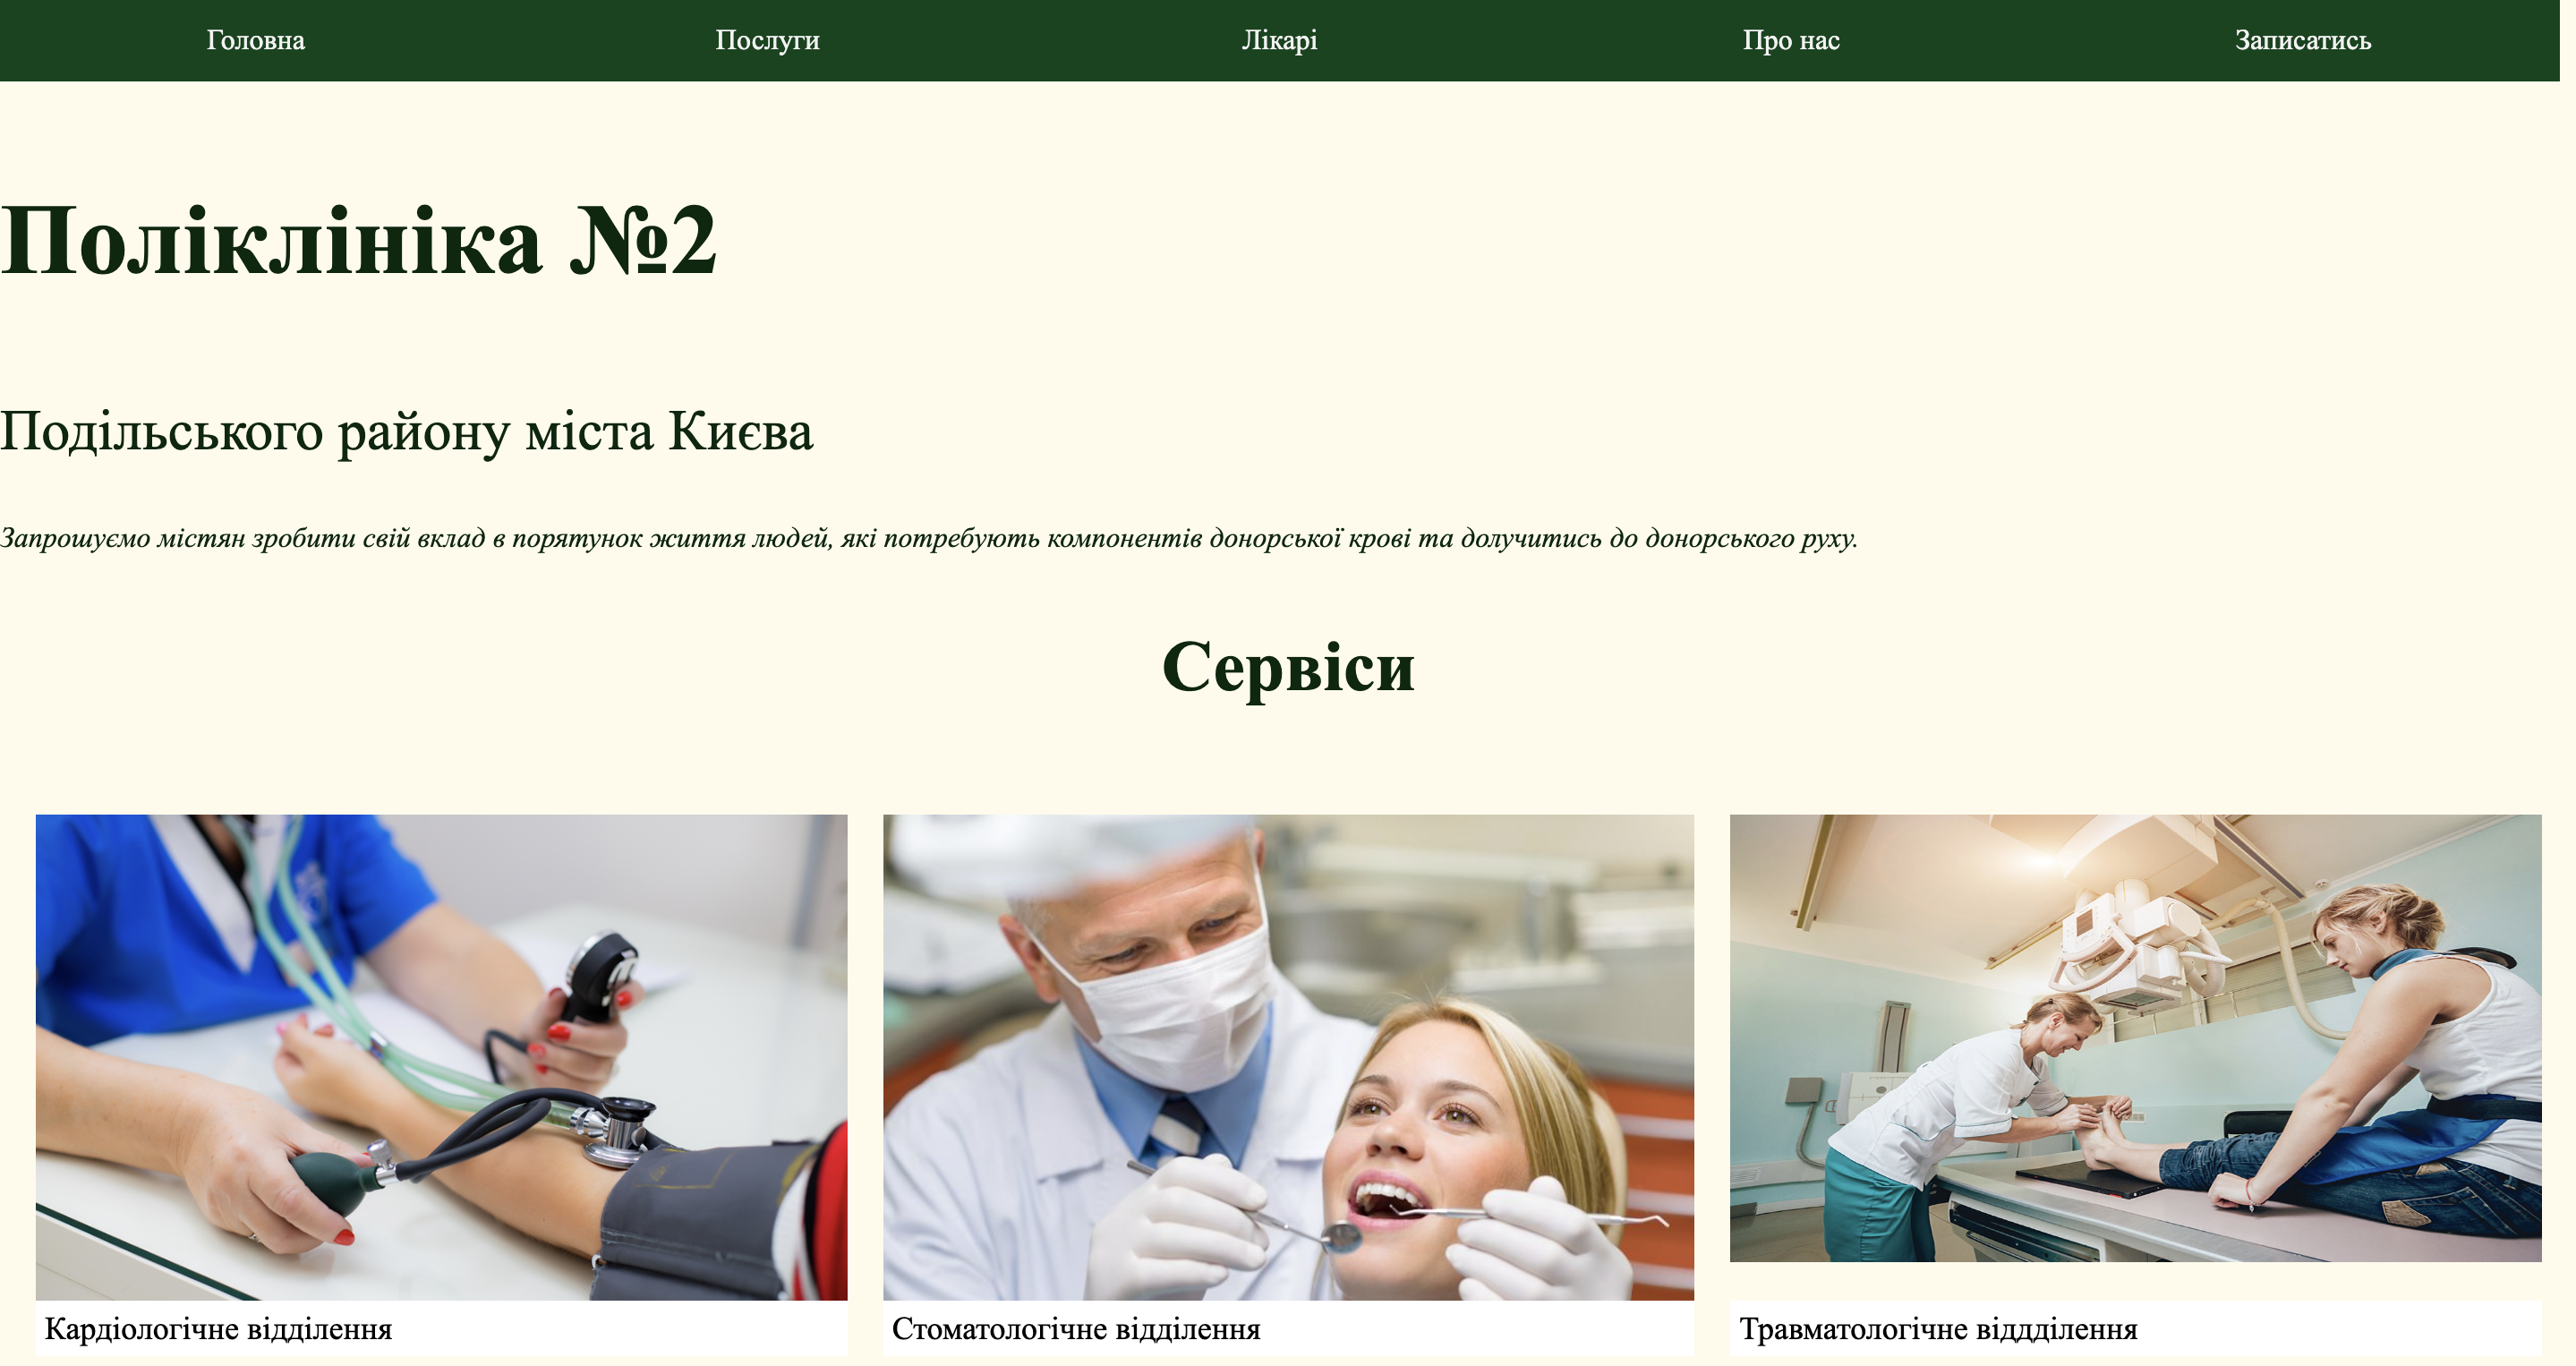 Головна Послуги Лікарі Про нас Записатись
Поліклініка №2
Подільського району міста Києва
Запрошуємо містян зробити свій вклад в порятунок життя людей, які потребують компонентів донорської крові та долучитись до донорського руху.
Сервіси
Кардіологічне відділення
Стоматологічне відділення
Травматологічне віддділення